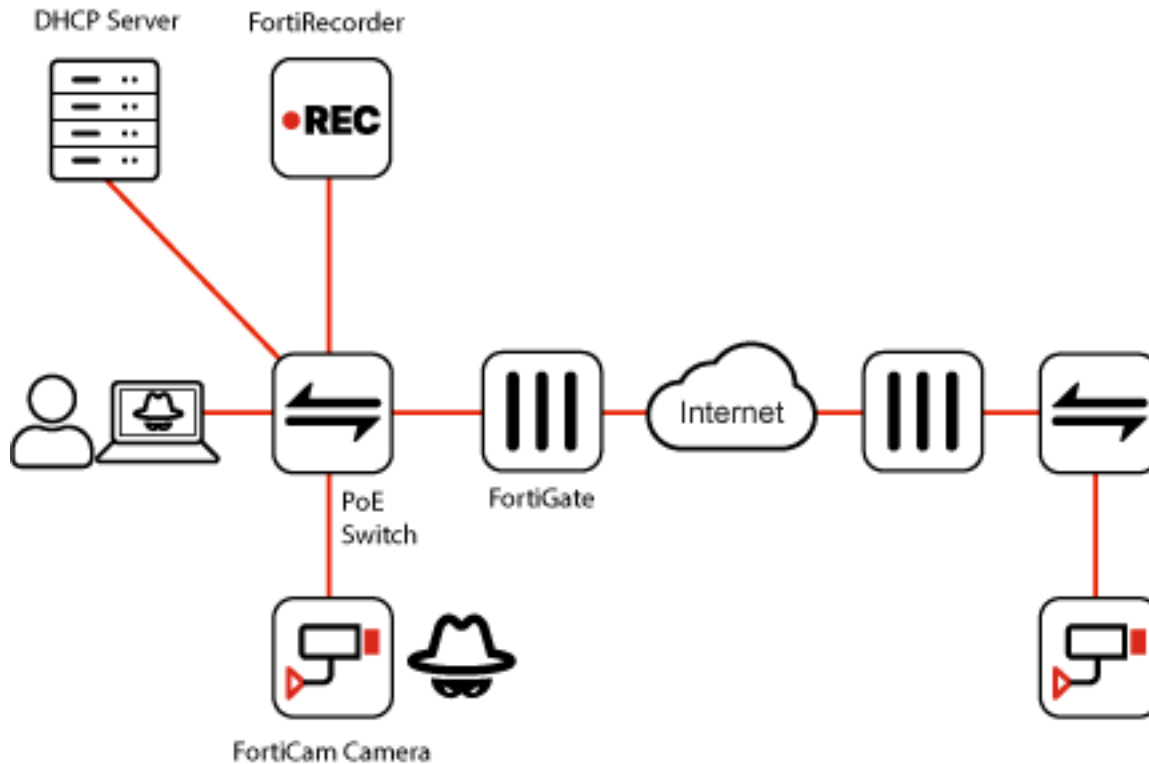 DHCP Server
FortiRecorder
REC
Internet
FortiGate
PoE
Switch
FortiCam Camera